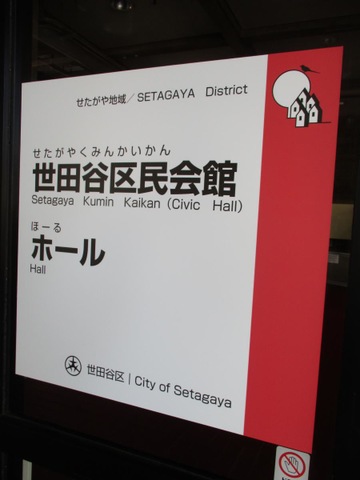 せたがや地域／SETAGAYA District
せたがやくみんかいかん
世田谷区民会館
Setagaya Kumin Kaikan (Civic Hall)
ほーる
ホール
Hall
世田谷区 | City of Setagaya